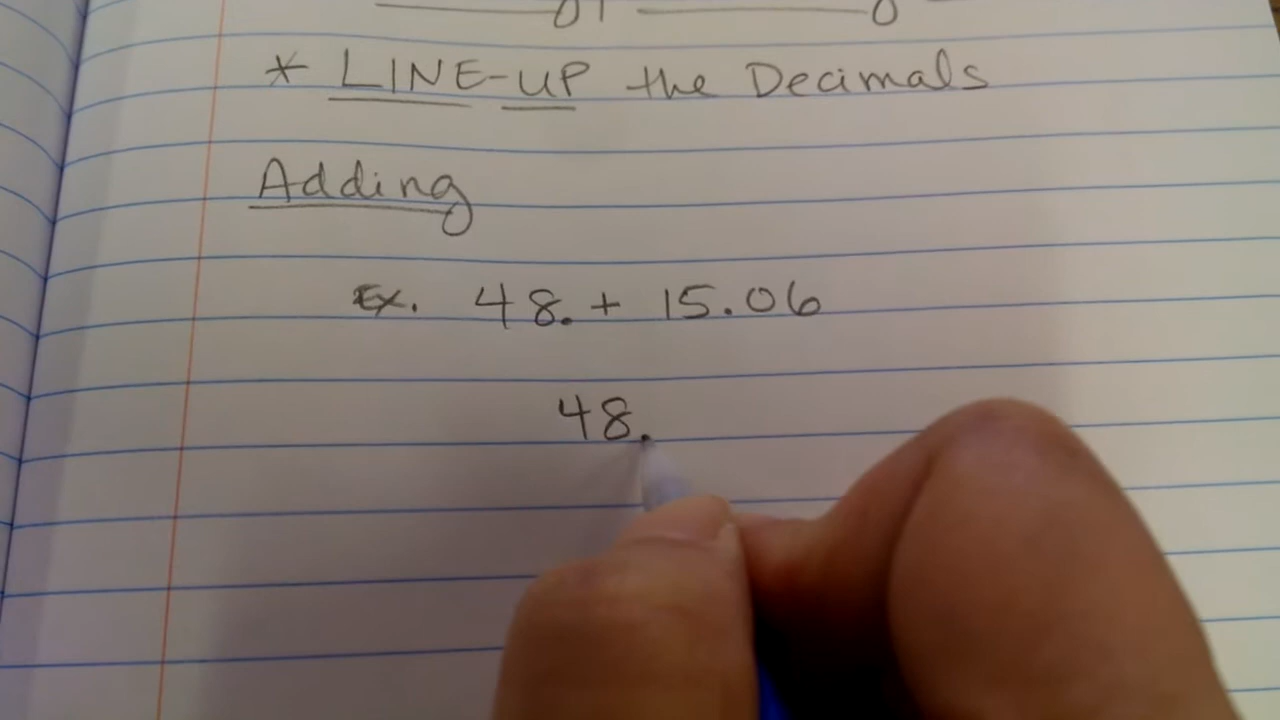 * LINE-UP the Decimals
Adding
Ex. 48. + 15.06
48.